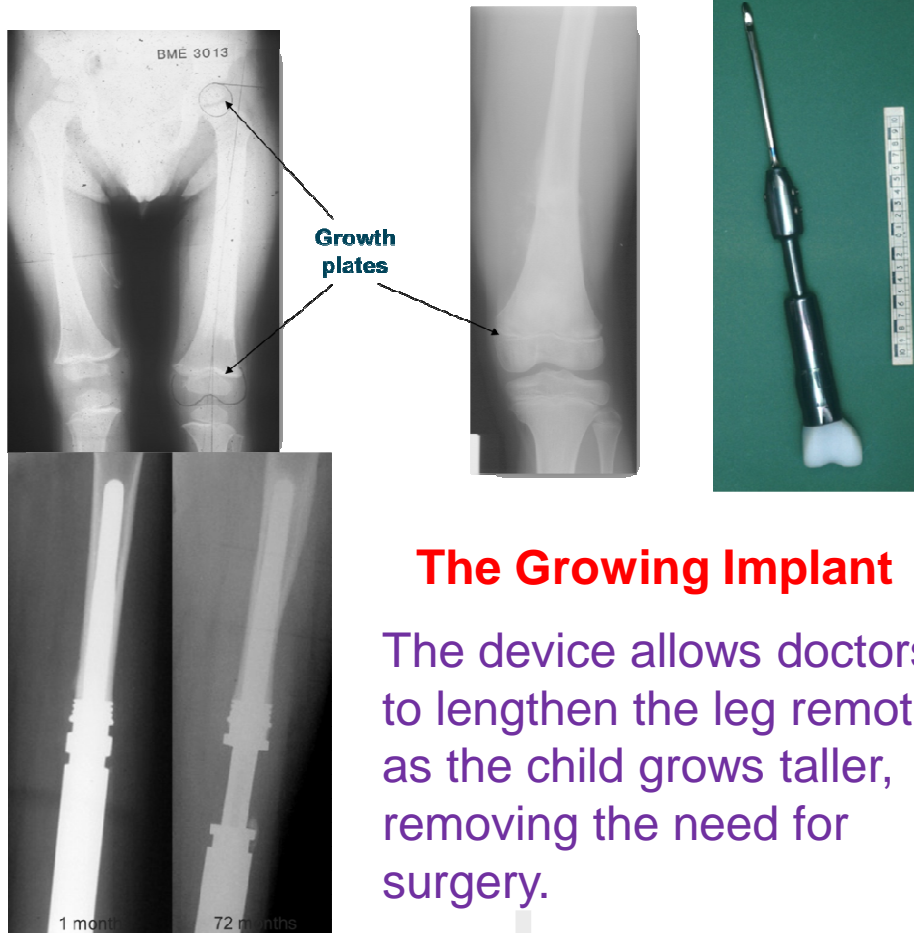 BME 3013
Growth
plates
The Growing Implant
The device allows doctors
to lengthen the leg remot
as the child grows taller,
removing the need for
surgery.
1 month
72 months